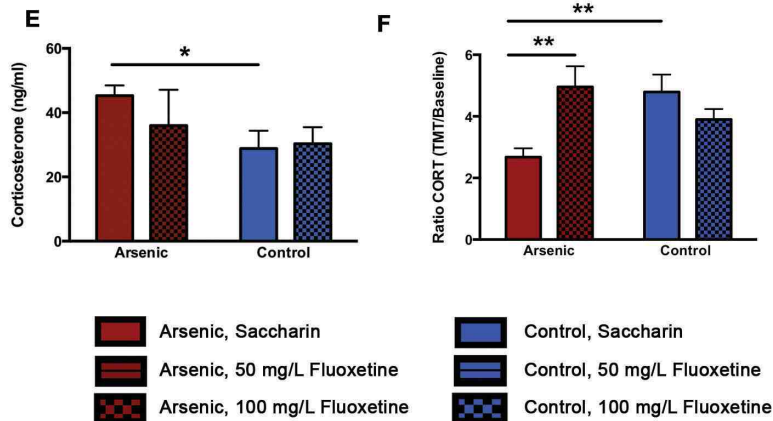 E
60
40
20
0
Corticosterone (ng/ml)
*
Arsenic Control
F
6
4
2
0
Ratio CORT (TMT/Baseline)
**
**
Arsenic Control
Arsenic, Saccharin
Arsenic, 50 mg/L Fluoxetine
Arsenic, 100 mg/L Fluoxetine
Control, Saccharin
Control, 50 mg/L Fluoxetine
Control, 100 mg/L Fluoxetine